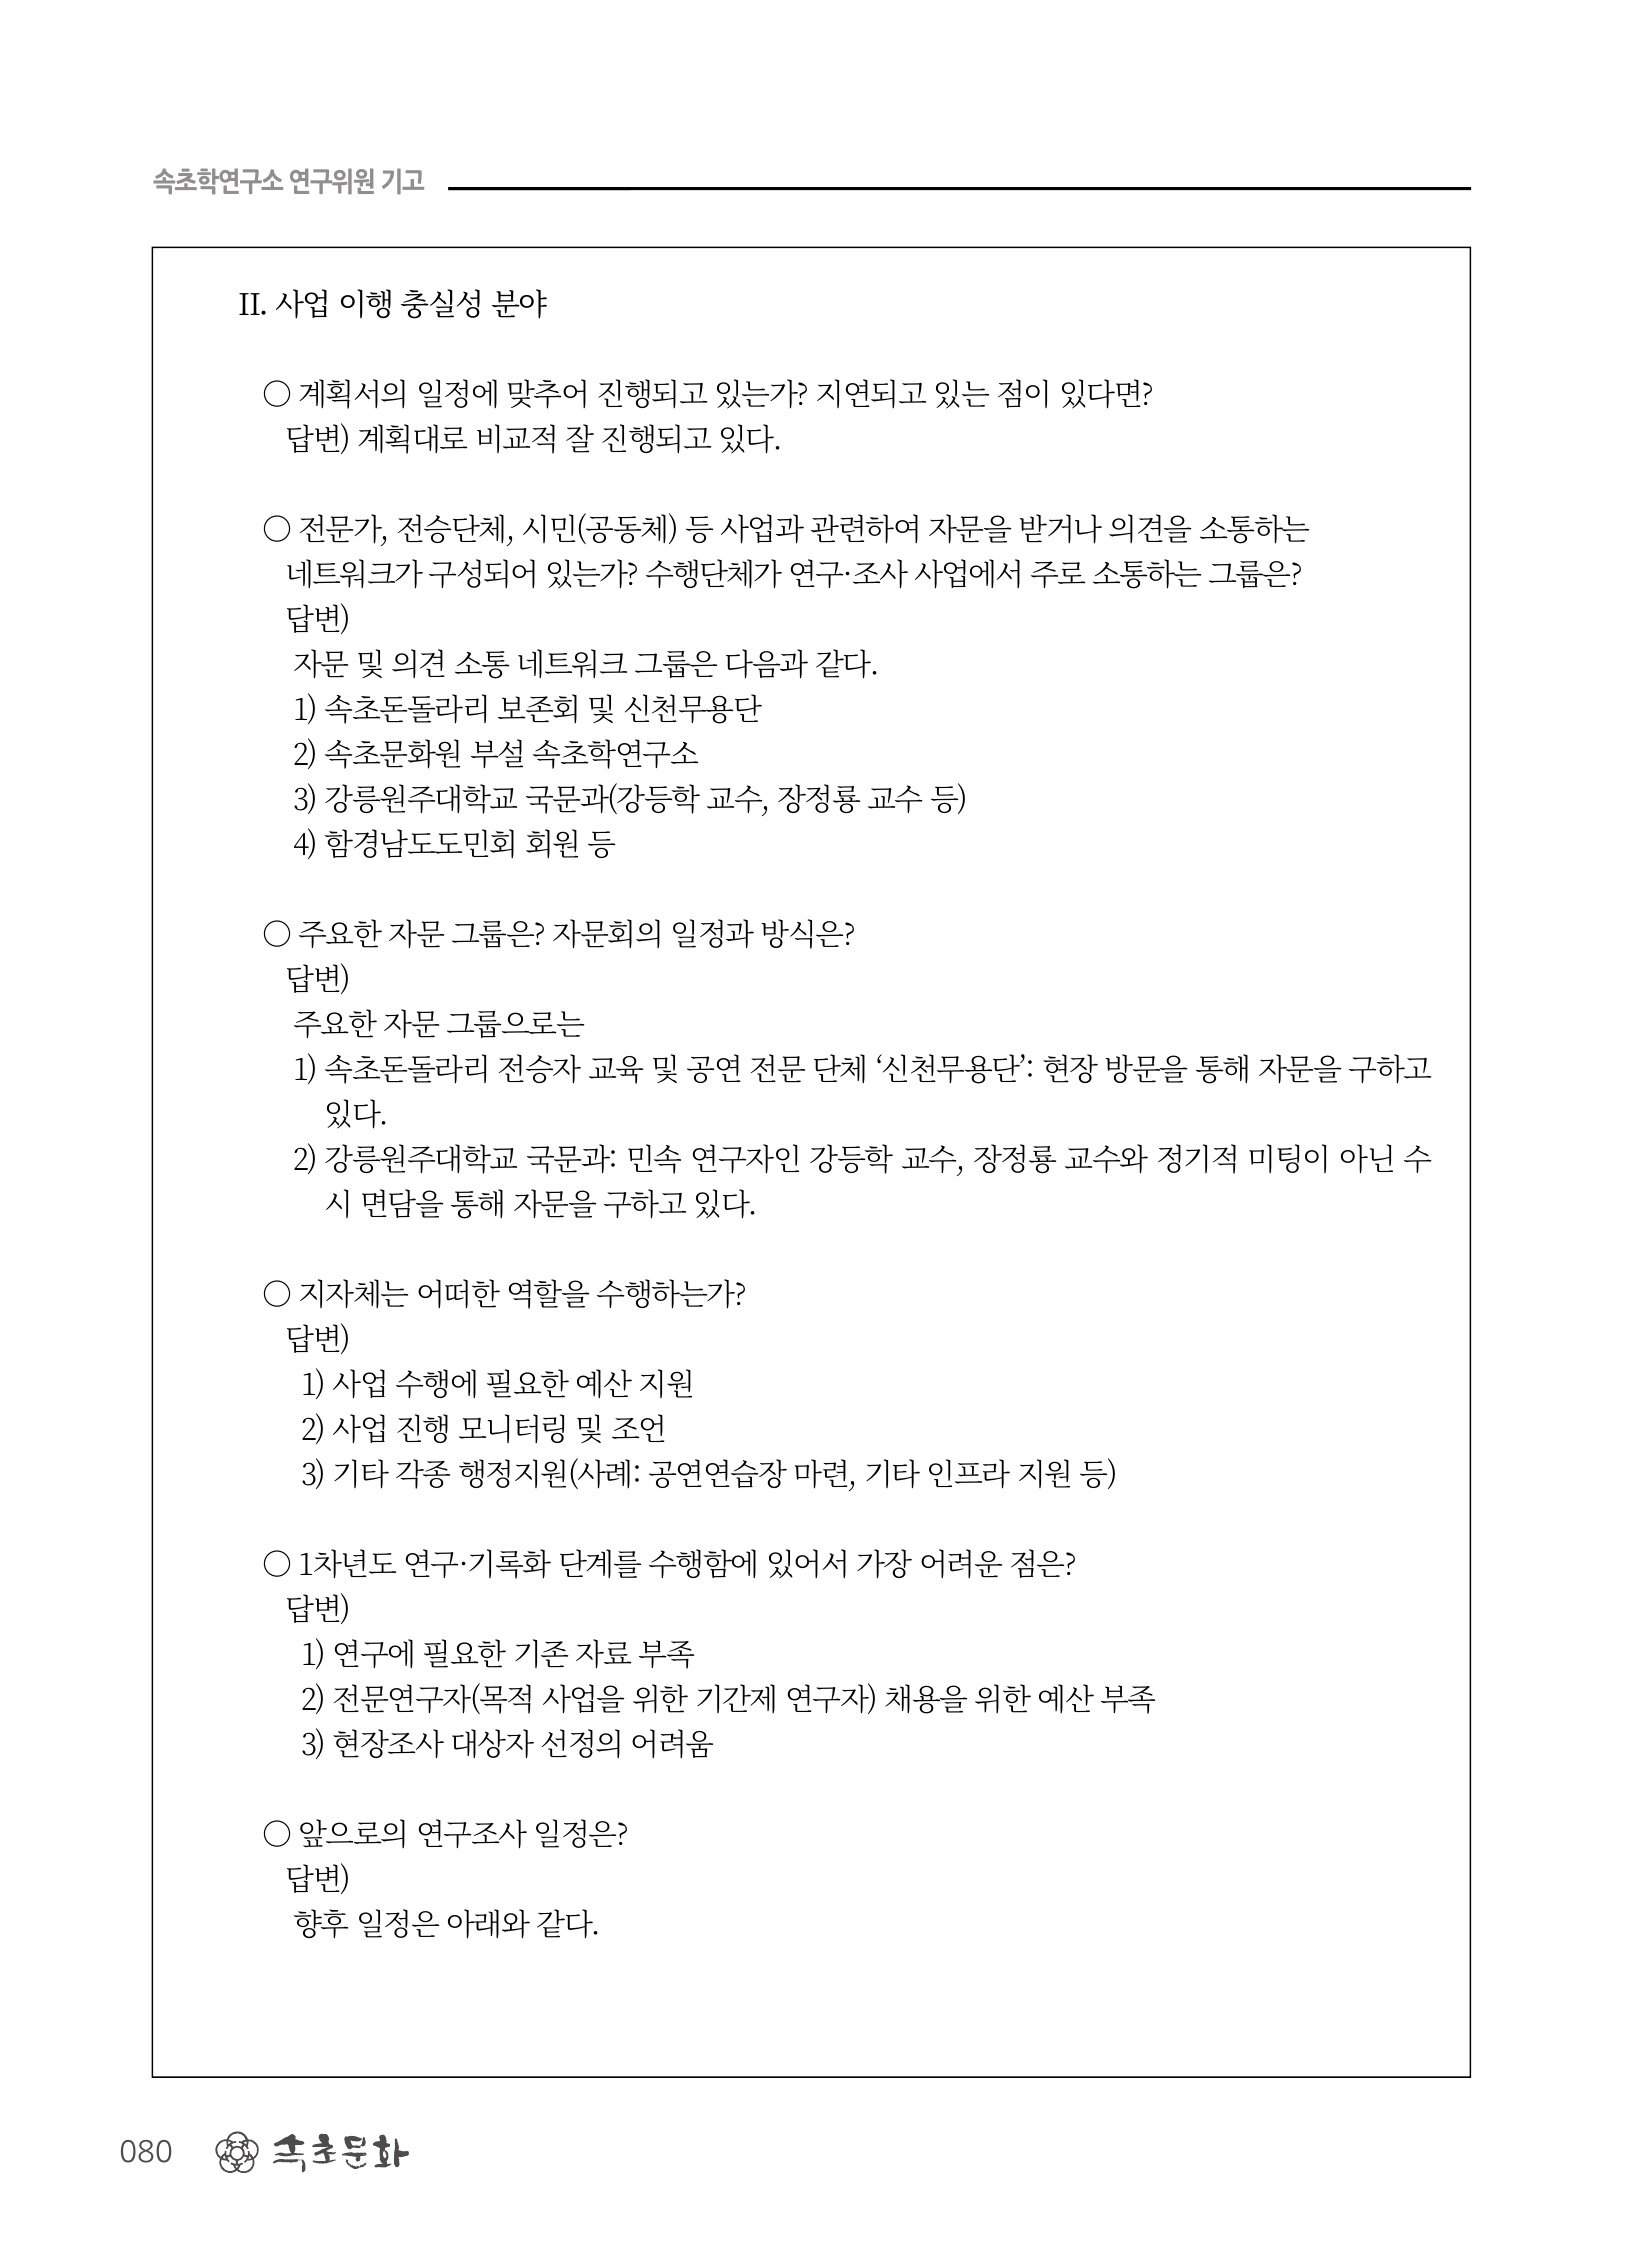 속초학연구소 연구위원 기고
II. 사업 이행 충실성 분야
○ 계획서의 일정에 맞추어 진행되고 있는가? 지연되고 있는 점이 있다면?
답변) 계획대로 비교적 잘 진행되고 있다.
○ 전문가, 전승단체, 시민(공동체) 등 사업과 관련하여 자문을 받거나 의견을 소통하는
네트워크가 구성되어 있는가? 수행단체가 연구·조사 사업에서 주로 소통하는 그룹은?
답변)
자문 및 의견 소통 네트워크 그룹은 다음과 같다.
1) 속초돈돌라리 보존회 및 신천무용단
2) 속초문화원 부설 속초학연구소
3) 강릉원주대학교 국문과(강등학 교수, 장정룡 교수 등)
4) 함경남도도민회 회원 등
○ 주요한 자문 그룹은? 자문회의 일정과 방식은?
답변)
주요한 자문 그룹으로는
1) 속초돈돌라리 전승자 교육 및 공연 전문 단체 ‘신천무용단’: 현장 방문을 통해 자문을 구하고
있다.
2) 강릉원주대학교 국문과: 민속 연구자인 강등학 교수, 장정룡 교수와 정기적 미팅이 아닌 수
시 면담을 통해 자문을 구하고 있다.
○ 지자체는 어떠한 역할을 수행하는가?
답변)
1) 사업 수행에 필요한 예산 지원
2) 사업 진행 모니터링 및 조언
3) 기타 각종 행정지원(사례: 공연연습장 마련, 기타 인프라 지원 등)
○ 1차년도 연구·기록화 단계를 수행함에 있어서 가장 어려운 점은?
답변)
1) 연구에 필요한 기존 자료 부족
2) 전문연구자(목적 사업을 위한 기간제 연구자) 채용을 위한 예산 부족
3) 현장조사 대상자 선정의 어려움
○ 앞으로의 연구조사 일정은?
답변)
향후 일정은 아래와 같다.
080 속초문화